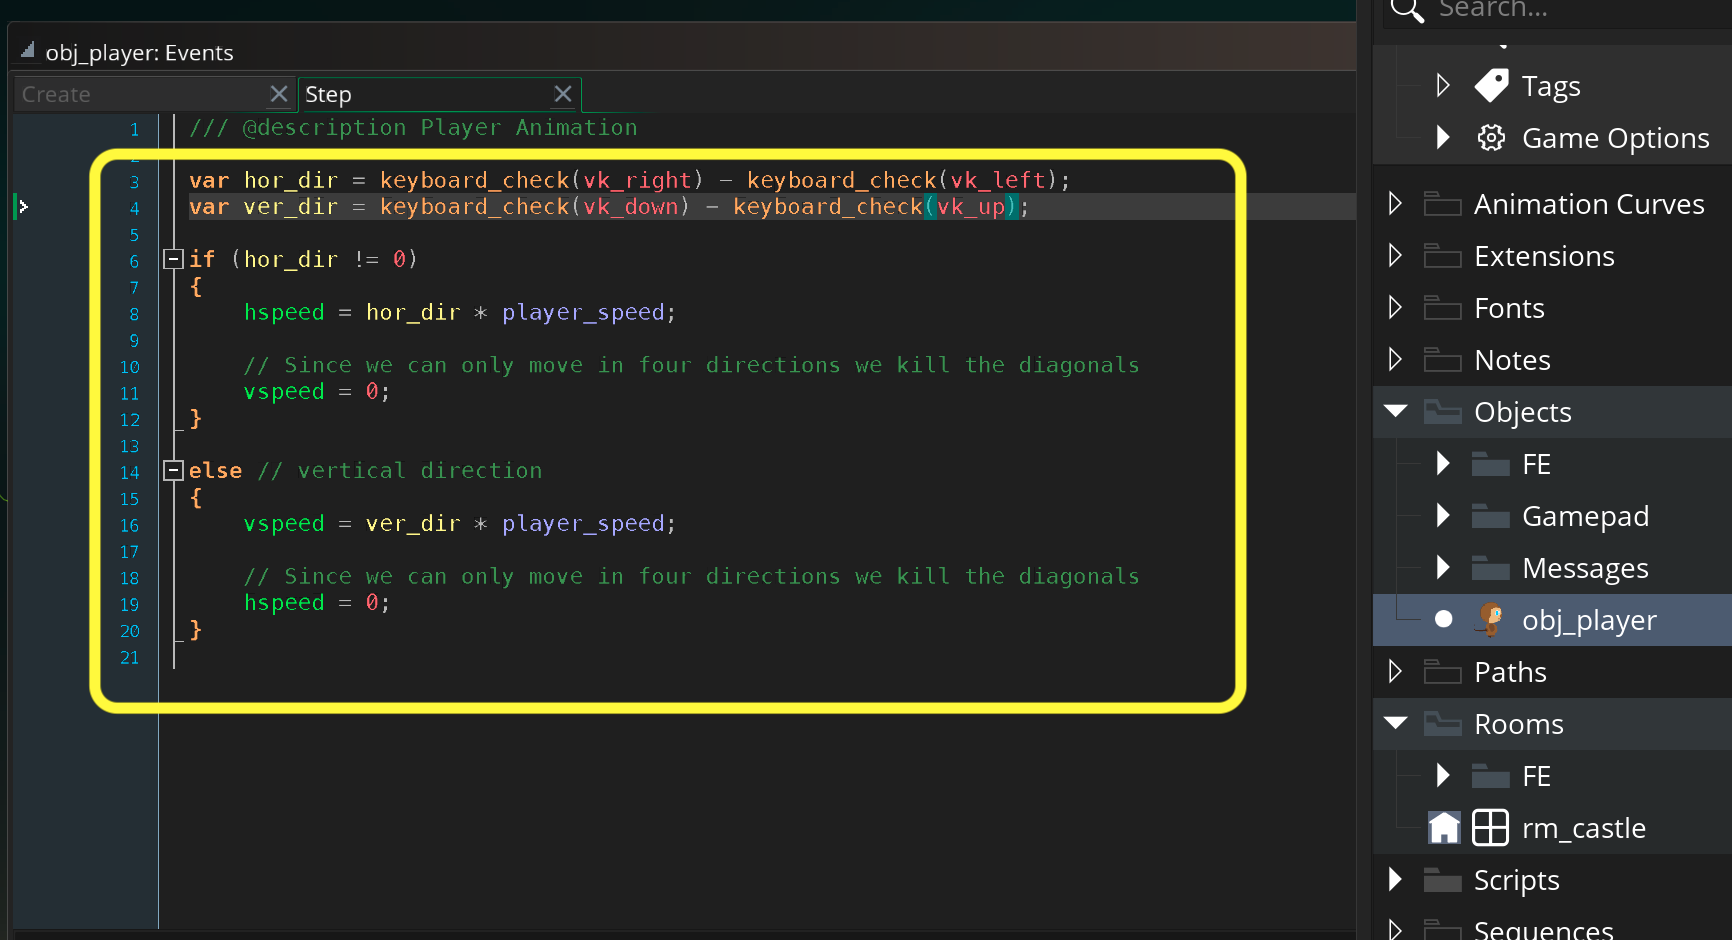 Search...
obj_player: Events
Create
Step
1 /// @description Player Animation
2
3 var hor_dir = keyboard_check(vk_right) - keyboard_check(vk_left);
4 var ver_dir = keyboard_check(vk_down) - keyboard_check(vk_up);
5
6 if (hor_dir != 0)
7 {
8 hspeed = hor_dir * player_speed;
9
10 // Since we can only move in four directions we kill the diagonals
11 vspeed = 0;
12 }
13
14 else // vertical direction
15 {
16 vspeed = ver_dir * player_speed;
17
18 // Since we can only move in four directions we kill the diagonals
19 hspeed = 0;
20 }
21
Tags
Game Options
Animation Curves
Extensions
Fonts
Notes
Objects
FE
Gamepad
Messages
obj_player
Paths
Rooms
FE
rm_castle
Scripts
Sequences